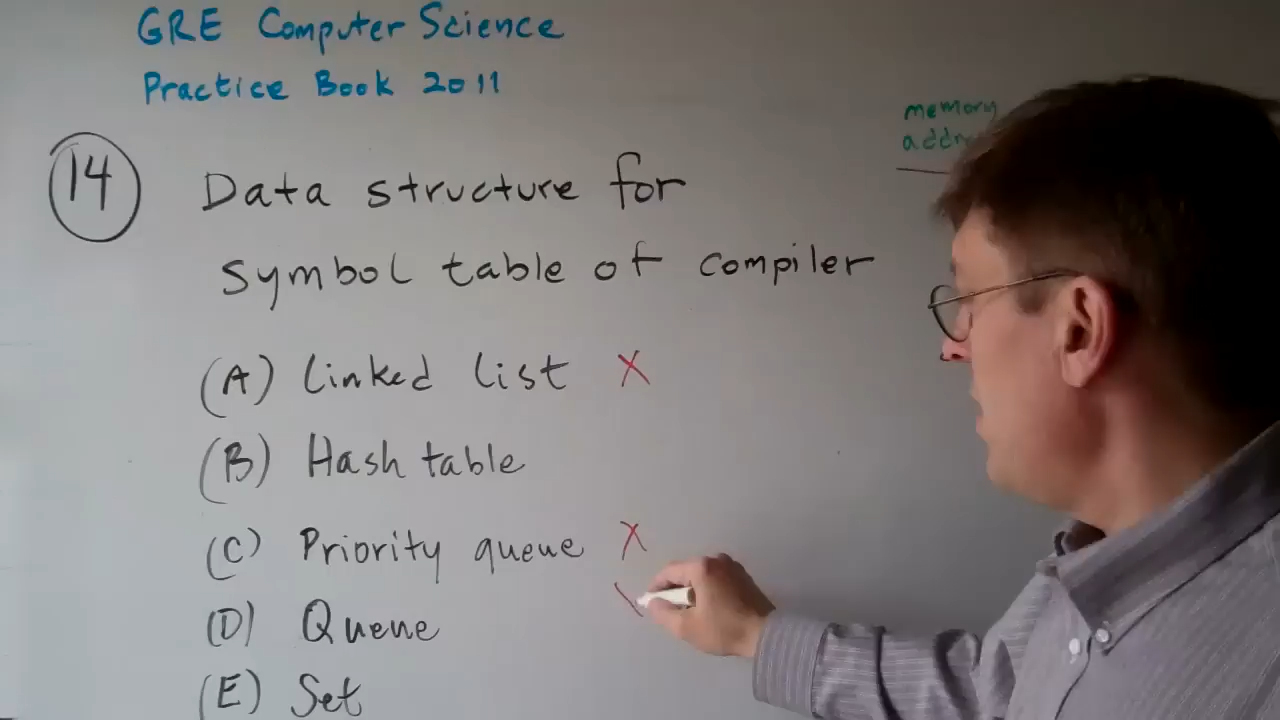 GRE Computer Science
Practice Book 2011
memory
14 Data structure for
symbol table of compiler
(A) Linked list X
(B) Hash table
(C) Priority queue X
(D) Queue
(E) Set